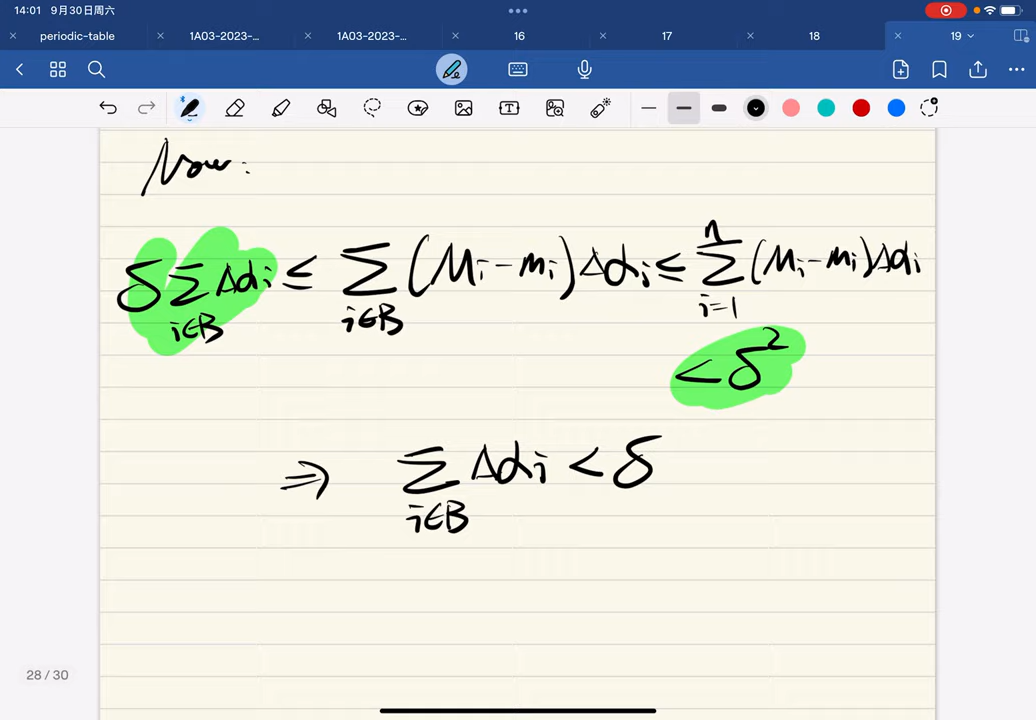 14:01 9月30日周六
periodic-table 1A03-2023-... 1A03-2023-... 16 17 18 19
Now:
δ∑_{i∈B} Δαi ≤ ∑_{i∈B} (Mi-mi)Δαi ≤ ∑_{i=1}^{n} (Mi-mi)Δαi
< δ²
⇒ ∑_{i∈B} Δαi < δ
28 / 30